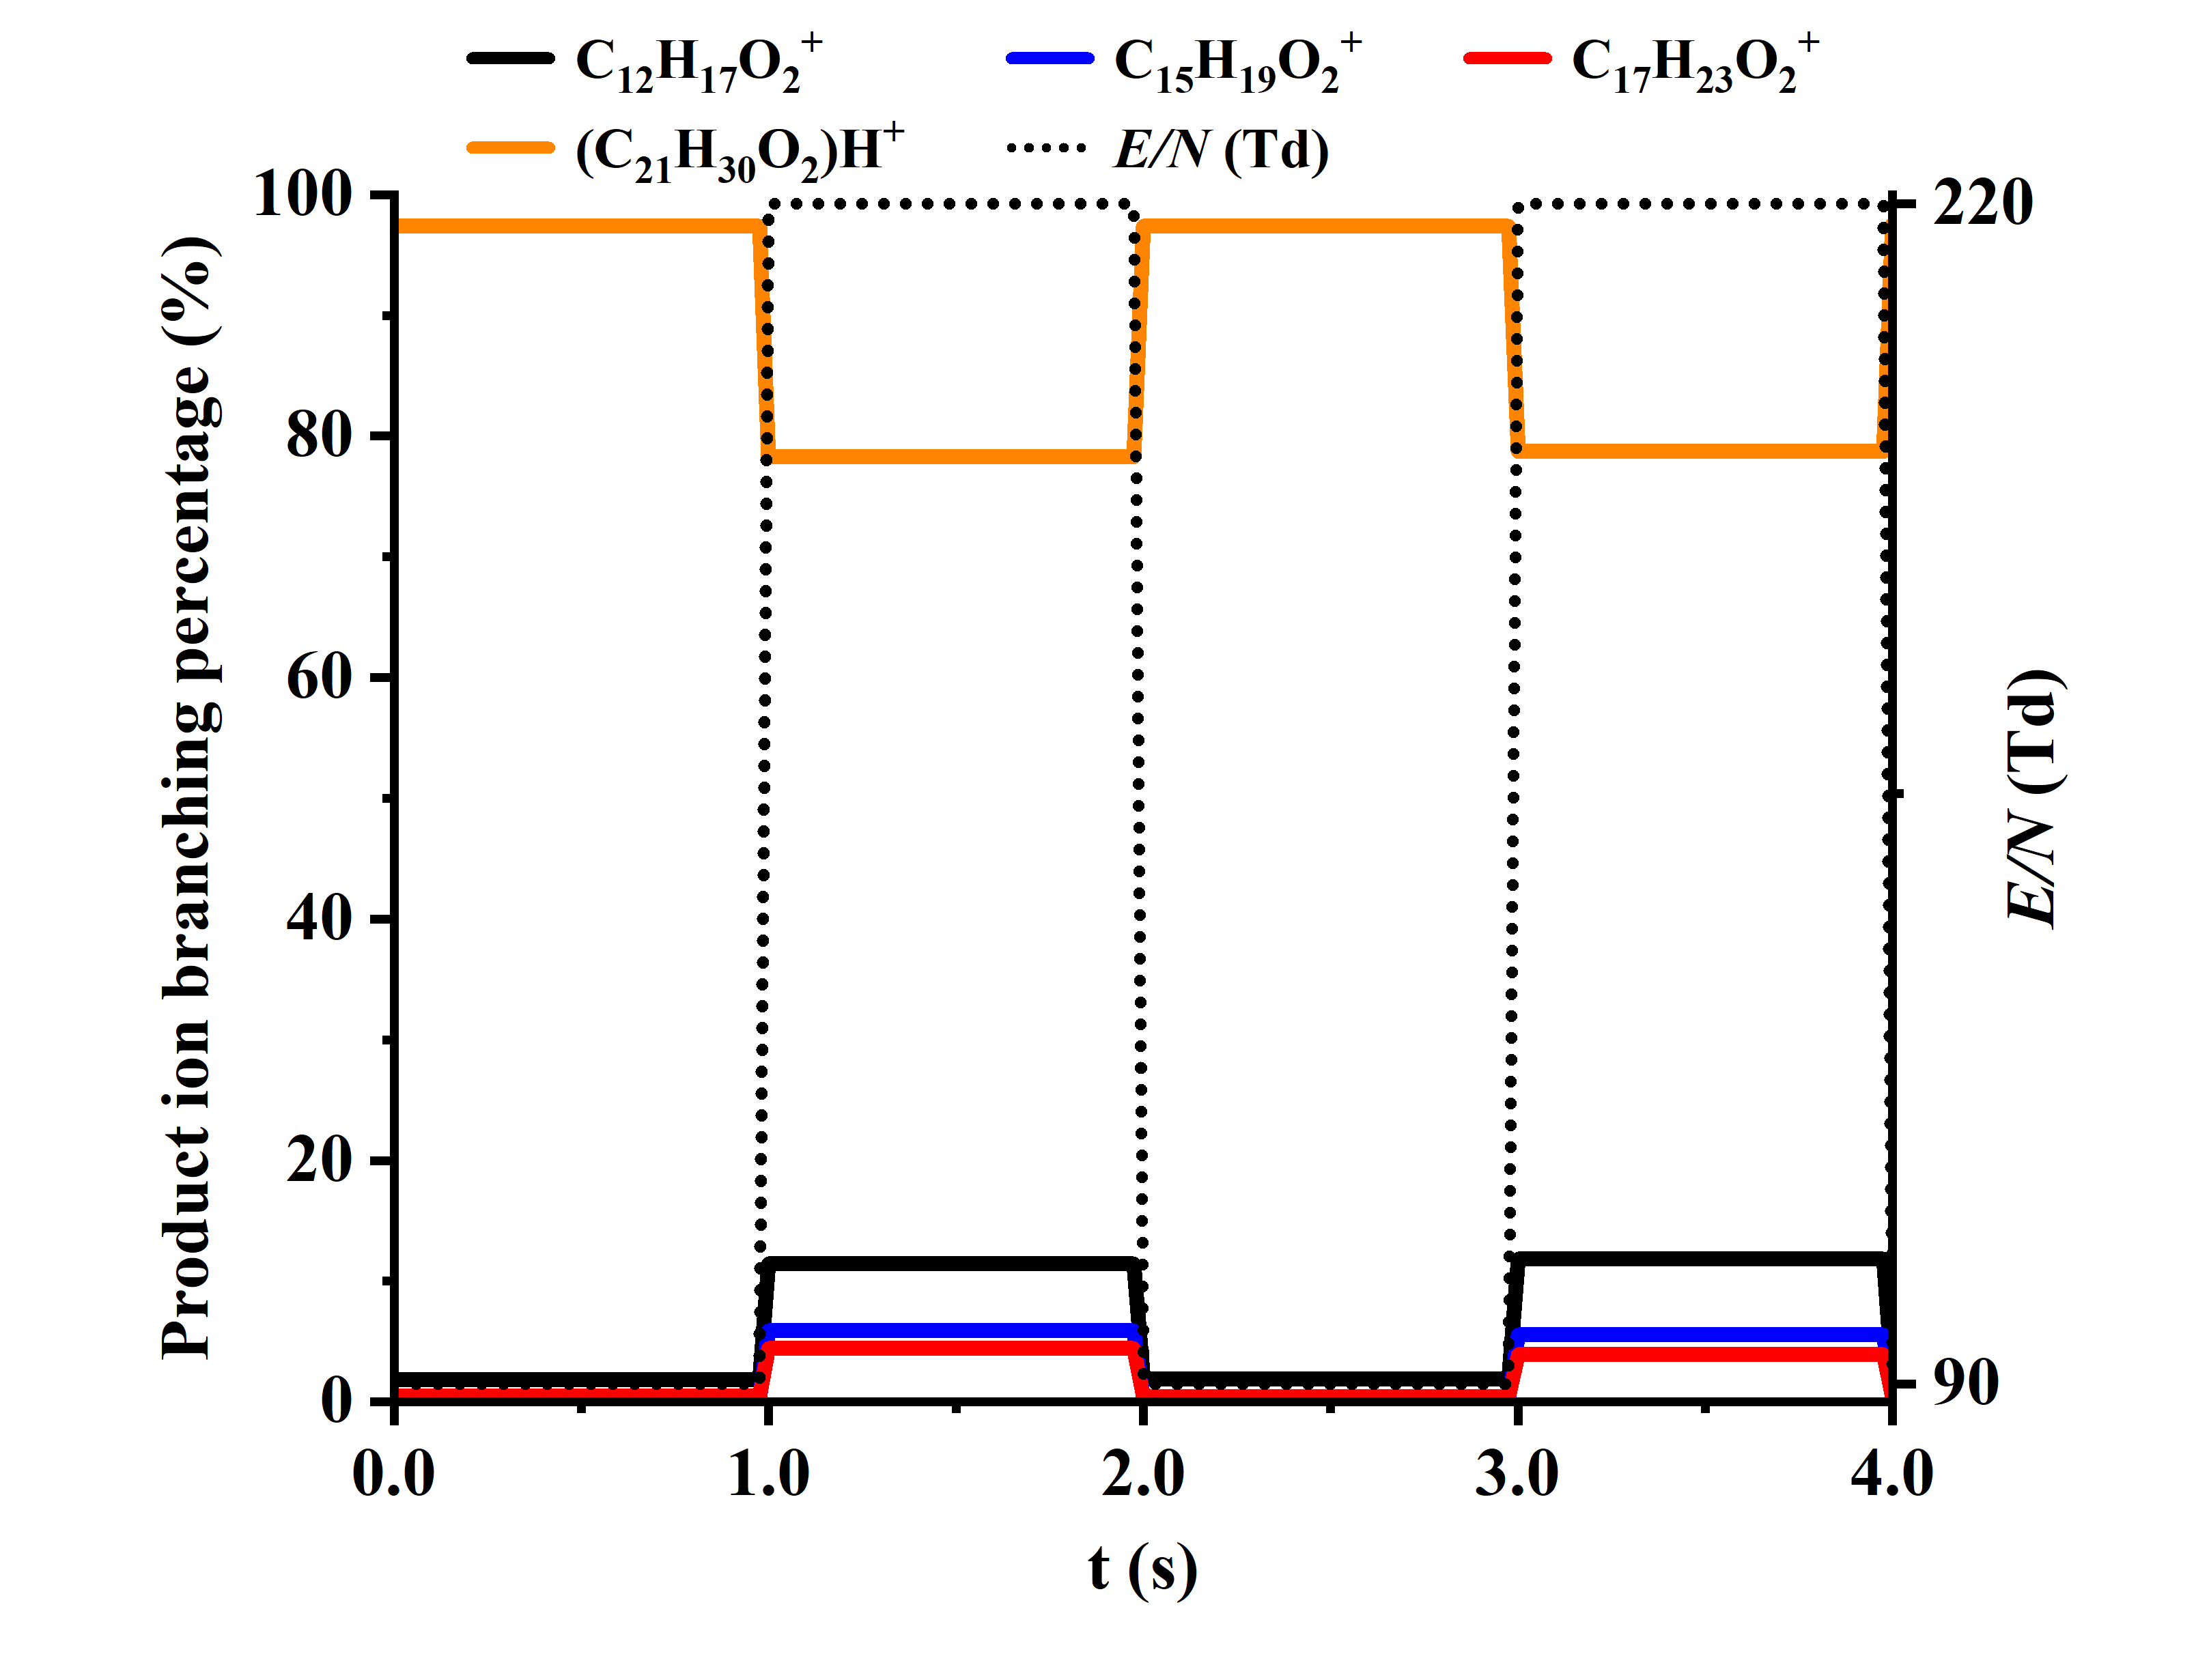 C₁₂H₁₇O₂⁺ C₁₅H₁₉O₂⁺ C₁₇H₂₃O₂⁺
(C₂₁H₃₀O₂)H⁺ E/N (Td)
Product ion branching percentage (%)
100
80
60
40
20
0
220
90
E/N (Td)
0.0 1.0 2.0 3.0 4.0
t (s)